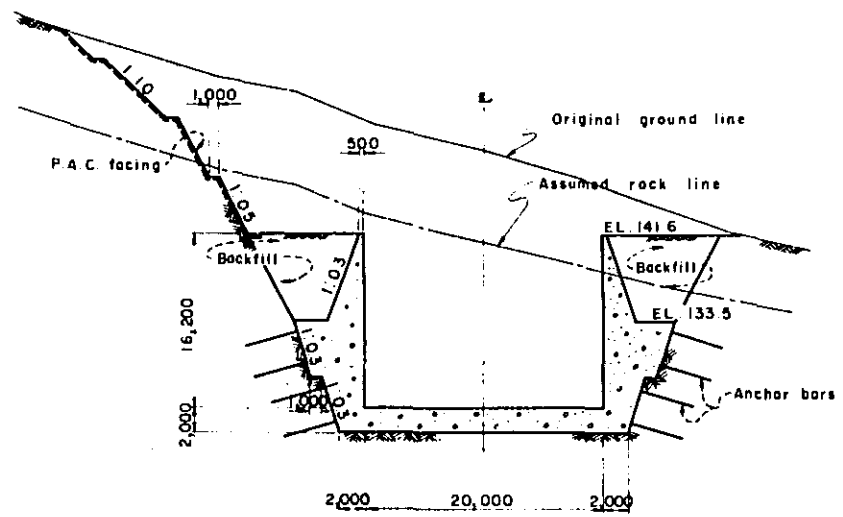 1:1.0
1,000
℄
Original ground line
500
P.A.C. facing
Assumed rock line
1:0.5
EL. 141.6
Backfill
Backfill
1:0.3
EL. 133.5
16,200
1:0.3
Anchor bars
1,000
1:0.3
2,000
2,000
20,000
2,000